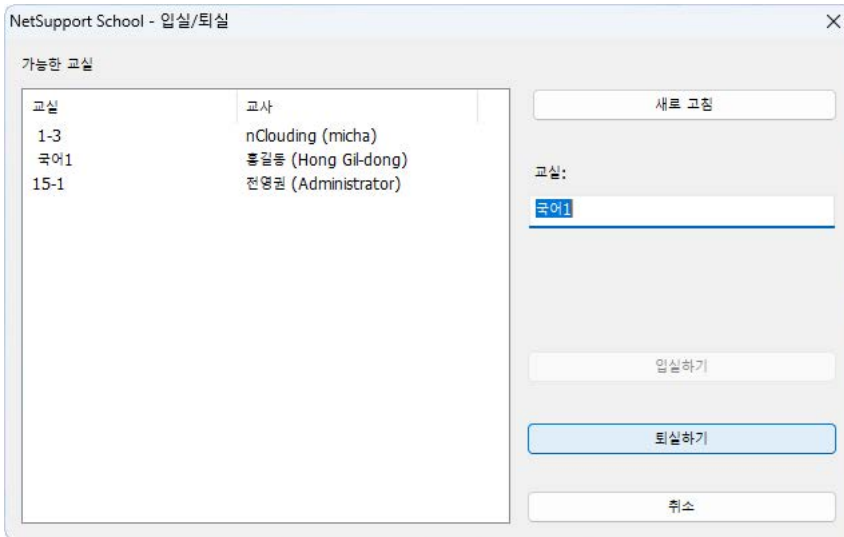 NetSupport School - 입실/퇴실
가능한 교실
교실 교사
1-3 nClouding (micha)
국어1 홍길동 (Hong Gil-dong)
15-1 전영권 (Administrator)
새로 고침
교실:
국어1
입실하기
퇴실하기
취소